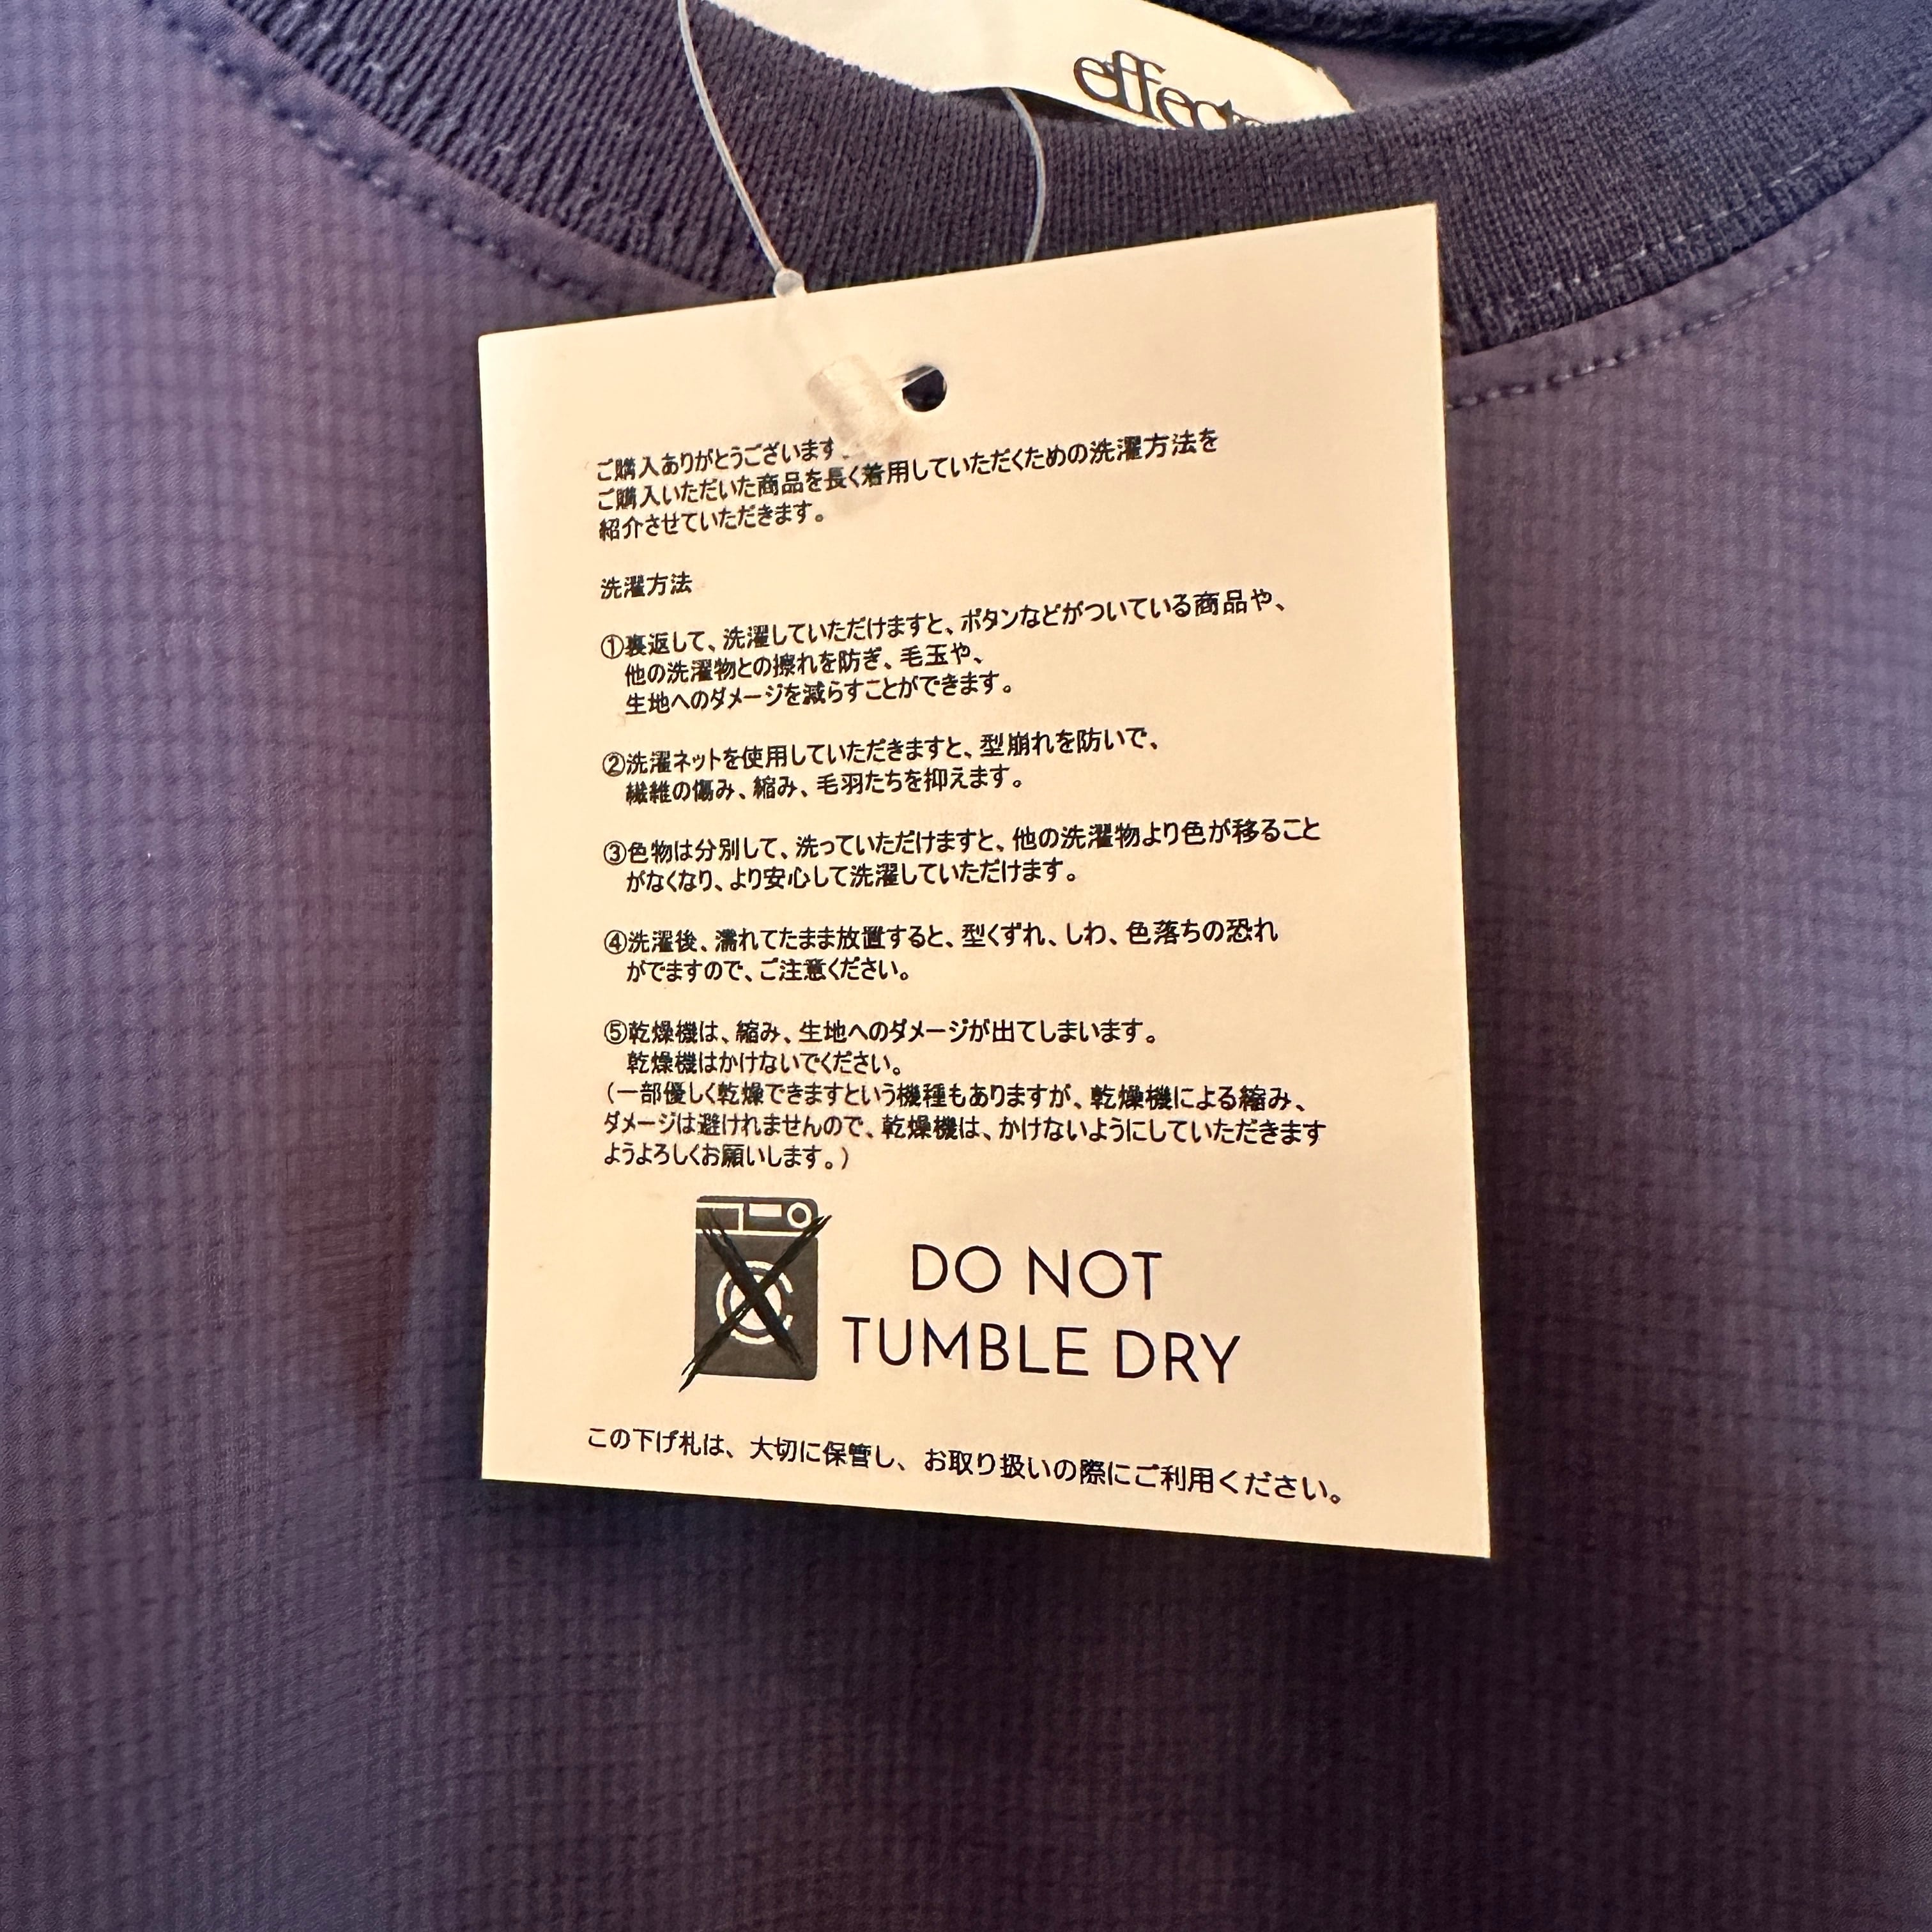 ご購入ありがとうございます
ご購入いただいた商品を長く着用していただくための洗濯方法を
紹介させていただきます。
洗濯方法
①裏返して、洗濯していただけますと、ボタンなどがついている商品や、
他の洗濯物との擦れを防ぎ、毛玉や、
生地へのダメージを減らすことができます。
②洗濯ネットを使用していただきますと、型崩れを防いで、
繊維の傷み、縮み、毛羽たちを抑えます。
③色物は分別して、洗っていただけますと、他の洗濯物より色が移ること
がなくなり、より安心して洗濯していただけます。
④洗濯後、濡れてたまま放置すると、型くずれ、しわ、色落ちの恐れ
がでますので、ご注意ください。
⑤乾燥機は、縮み、生地へのダメージが出てしまいます。
乾燥機はかけないでください。
(一部優しく乾燥できますという機種もありますが、乾燥機による縮み、
ダメージは避けれませんので、乾燥機は、かけないようにしていただきます
ようよろしくお願いします。)
DO NOT
TUMBLE DRY
この下げ札は、大切に保管し、お取り扱いの際にご利用ください。